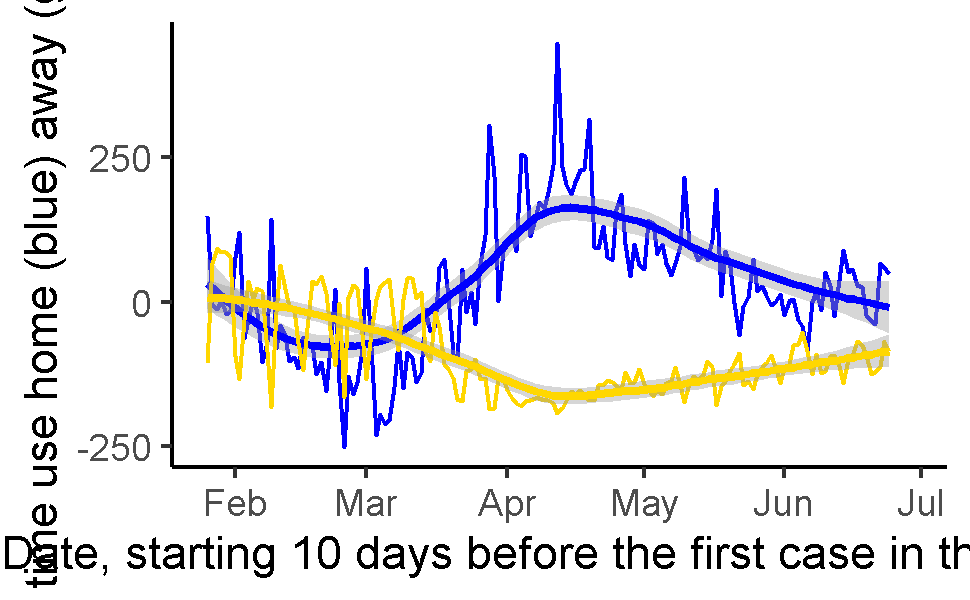 time use home (blue) away (
250
0
-250
Feb Mar Apr May Jun Jul
Date, starting 10 days before the first case in th